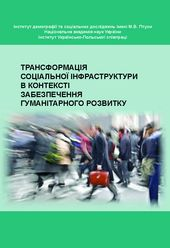 Інститут демографії та соціальних досліджень імені М.В. Птухи
Національна академія наук України
Інститут Українсько-Польської співпраці
ТРАНСФОРМАЦІЯ
СОЦІАЛЬНОЇ ІНФРАСТРУКТУРИ
В КОНТЕКСТІ
ЗАБЕЗПЕЧЕННЯ
ГУМАНІТАРНОГО РОЗВИТКУ